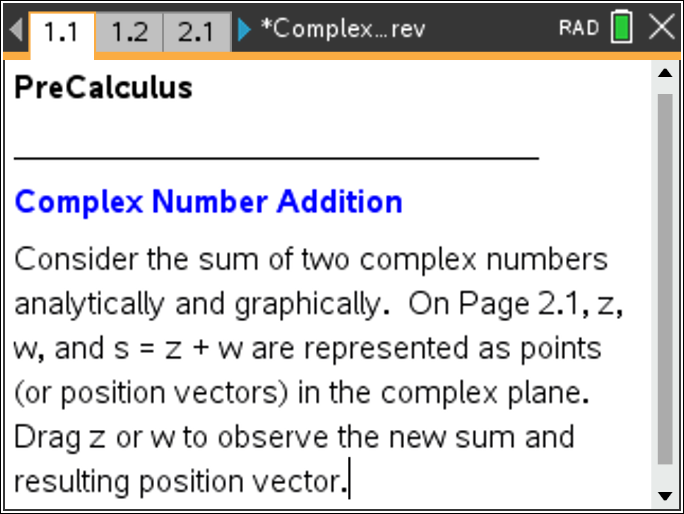 1.1 1.2 2.1 *Complex…rev RAD
PreCalculus
Complex Number Addition
Consider the sum of two complex numbers
analytically and graphically.  On Page 2.1, z,
w, and s = z + w are represented as points
(or position vectors) in the complex plane.
Drag z or w to observe the new sum and
resulting position vector.